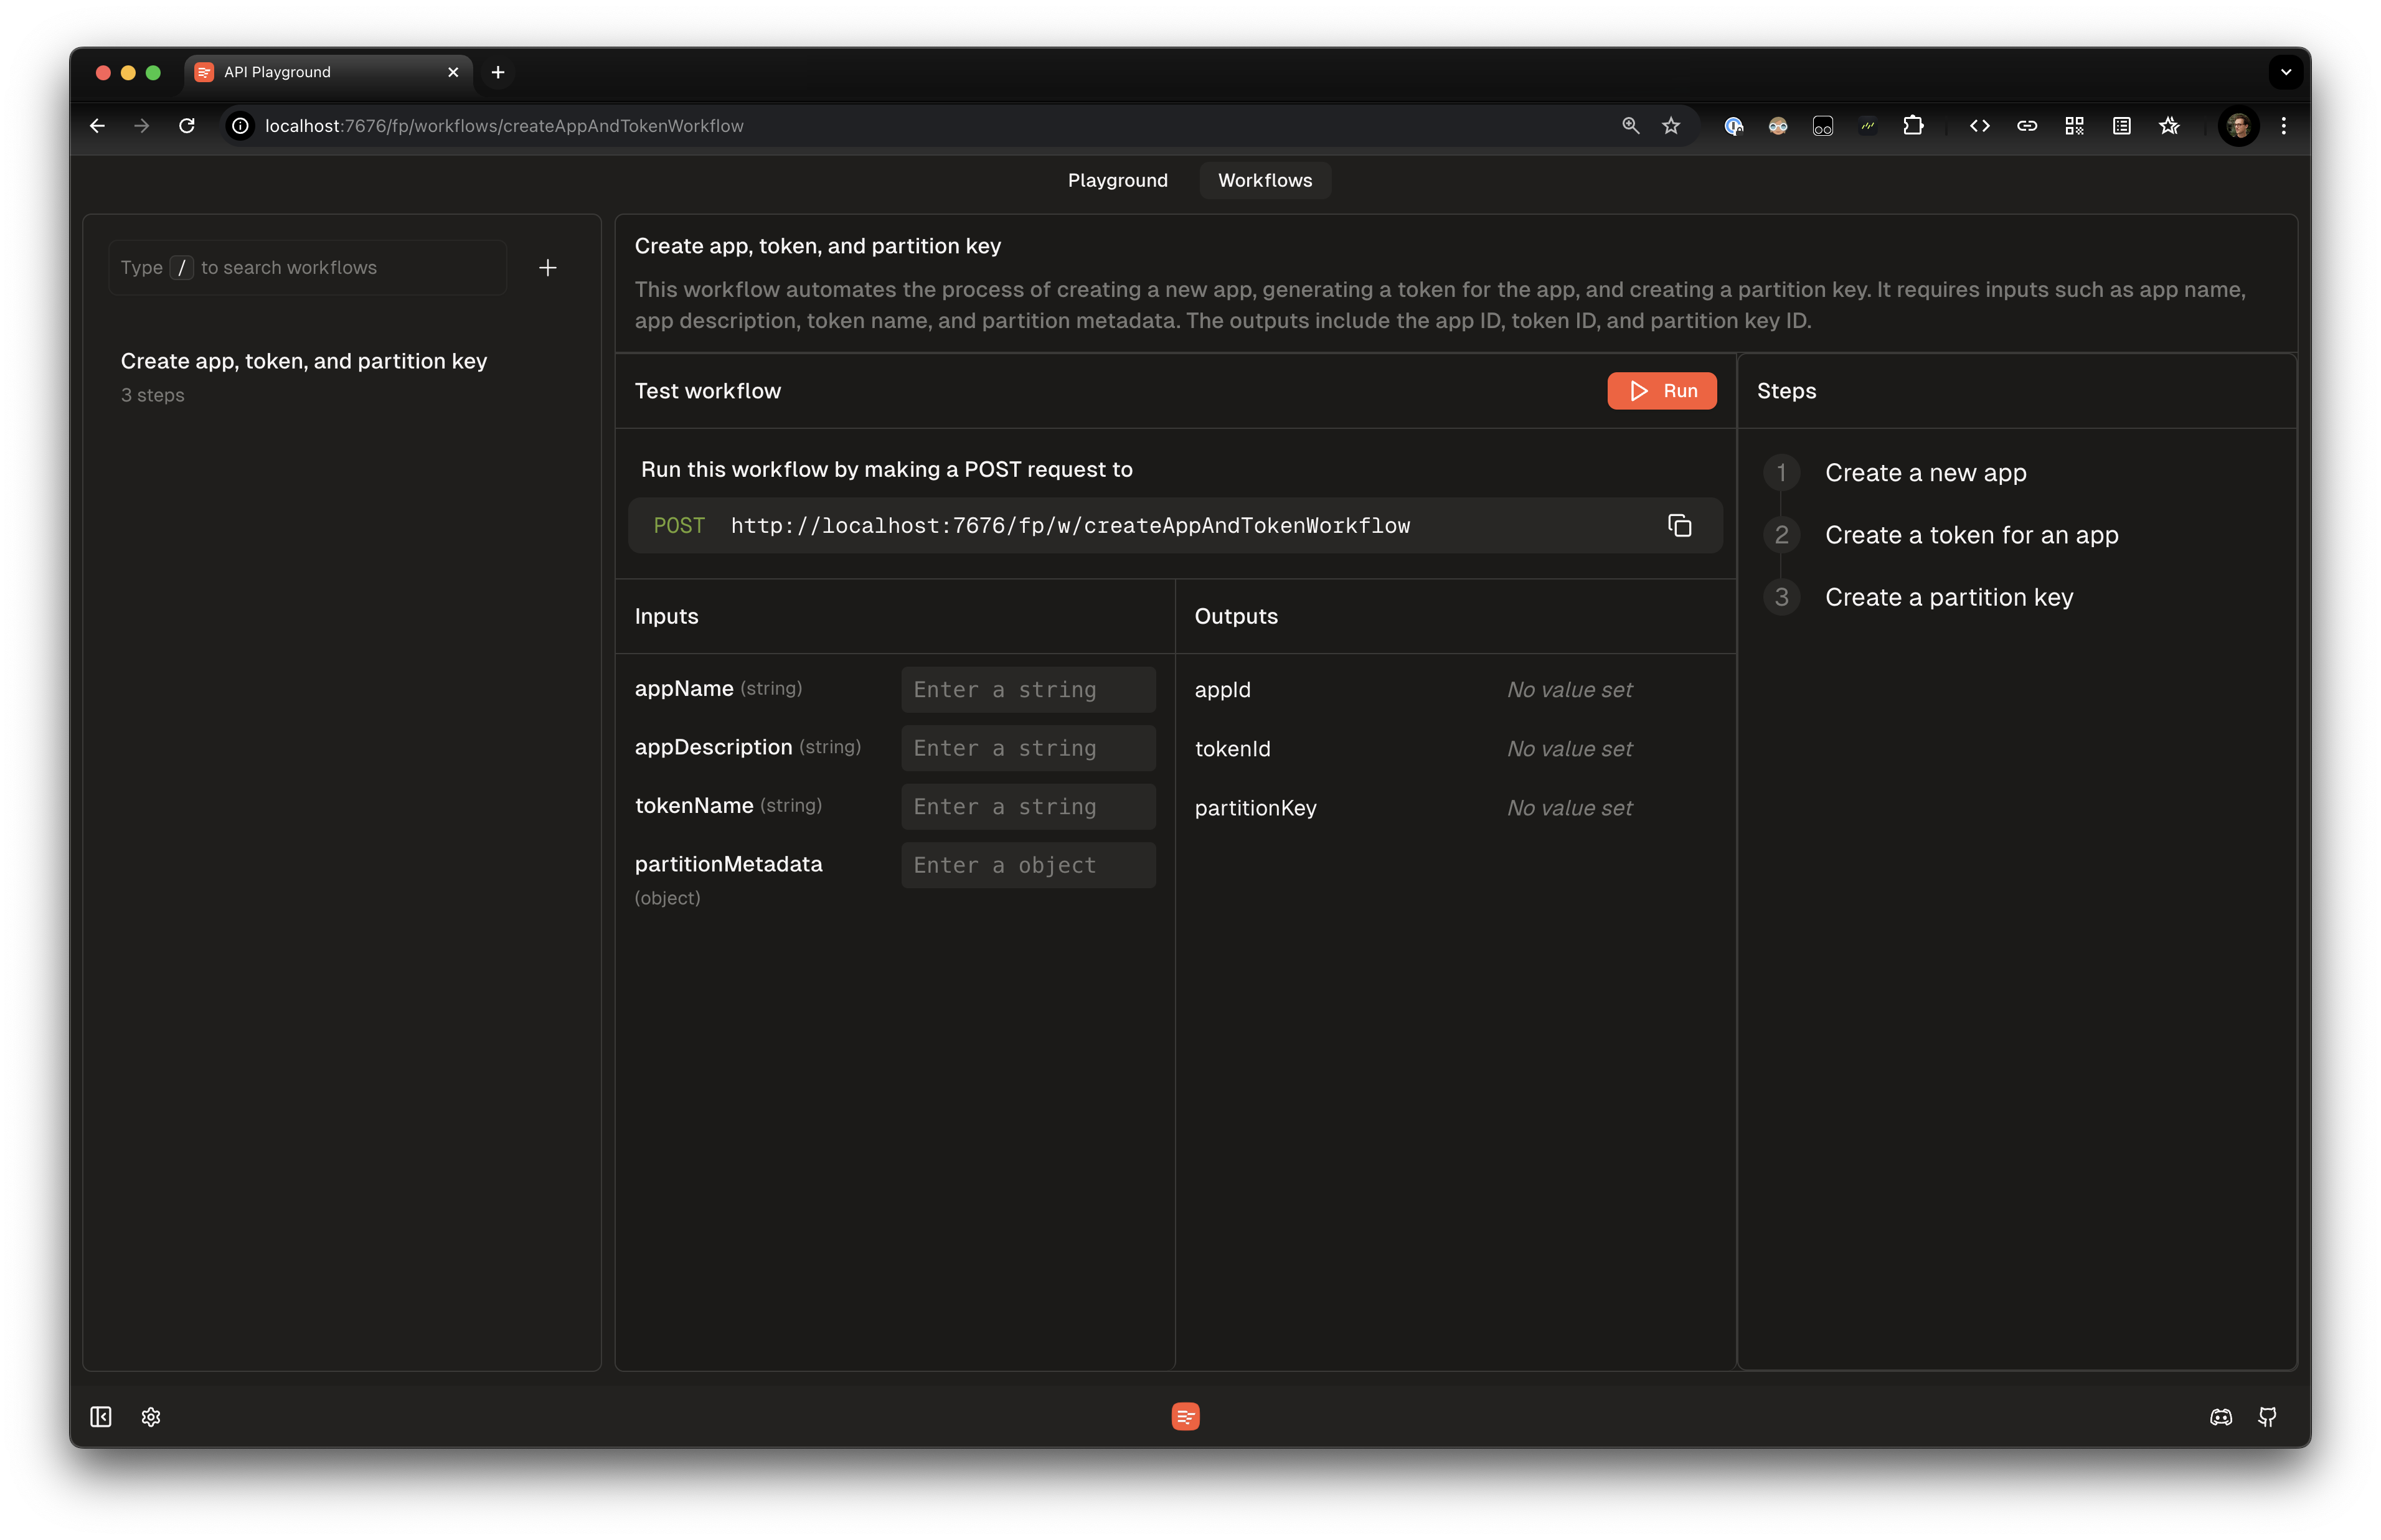 API Playground
localhost:7676/fp/workflows/createAppAndTokenWorkflow
Playground
Workflows
Type / to search workflows
Create app, token, and partition key
3 steps
Create app, token, and partition key
This workflow automates the process of creating a new app, generating a token for the app, and creating a partition key. It requires inputs such as app name,
app description, token name, and partition metadata. The outputs include the app ID, token ID, and partition key ID.
Test workflow
Run
Run this workflow by making a POST request to
POST http://localhost:7676/fp/w/createAppAndTokenWorkflow
Inputs
appName (string) Enter a string
appDescription (string) Enter a string
tokenName (string) Enter a string
partitionMetadata Enter a object
(object)
Outputs
appId No value set
tokenId No value set
partitionKey No value set
Steps
1 Create a new app
2 Create a token for an app
3 Create a partition key